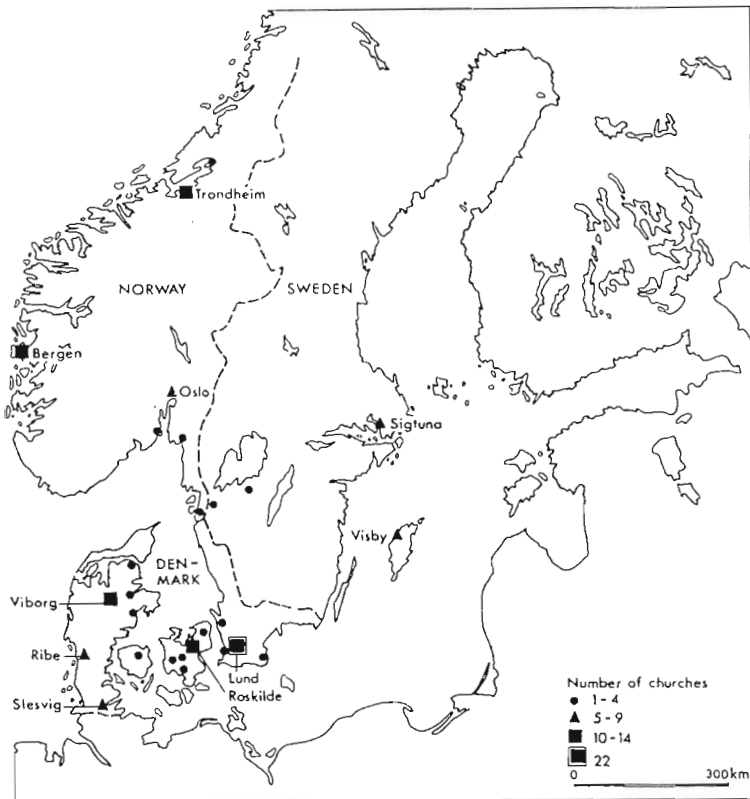 Trondheim
NORWAY
SWEDEN
Bergen
Oslo
Sigtuna
Visby
DEN-
MARK
Viborg
Ribe
Lund
Roskilde
Slesvig
Number of churches
1-4
5-9
10-14
22
0 300km